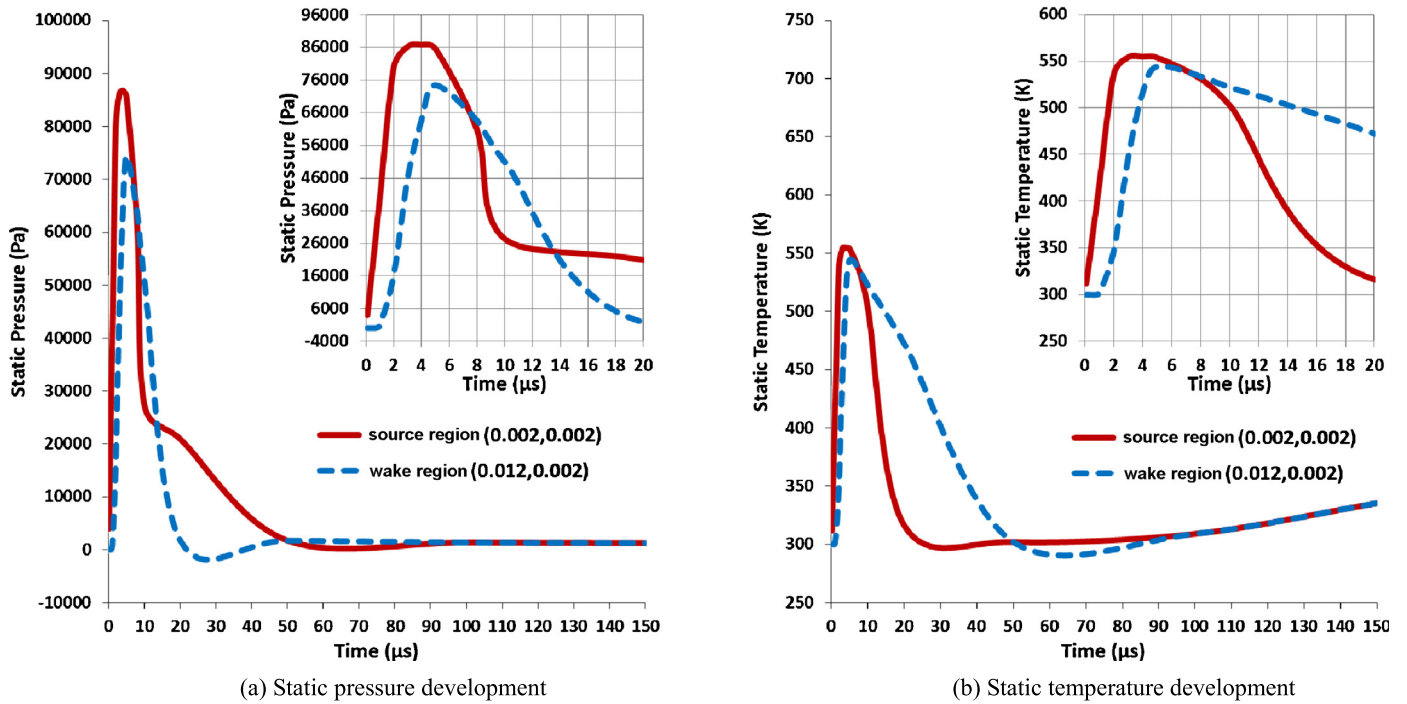 100000
90000
80000
70000
60000
50000
40000
30000
20000
10000
0
-10000
Static Pressure (Pa)
0 10 20 30 40 50 60 70 80 90 100 110 120 130 140 150
Time (µs)
96000
86000
76000
66000
56000
46000
36000
26000
16000
6000
-4000
Static Pressure (Pa)
0 2 4 6 8 10 12 14 16 18 20
Time (µs)
source region (0.002,0.002)
wake region (0.012,0.002)
(a) Static pressure development
750
700
650
600
550
500
450
400
350
300
250
Static Temperature (K)
0 10 20 30 40 50 60 70 80 90 100 110 120 130 140 150
Time (µs)
600
550
500
450
400
350
300
250
Static Temperature (K)
0 2 4 6 8 10 12 14 16 18 20
Time (µs)
source region (0.002,0.002)
wake region (0.012,0.002)
(b) Static temperature development